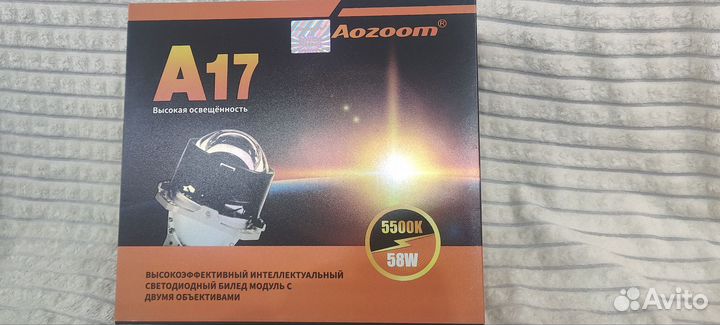 Aozoom®
A17
Высокая освещённость
5500K
58W
ВЫСОКОЭФФЕКТИВНЫЙ ИНТЕЛЛЕКТУАЛЬНЫЙ
СВЕТОДИОДНЫЙ БИЛЕД МОДУЛЬ С
ДВУМЯ ОБЪЕКТИВАМИ
Avito